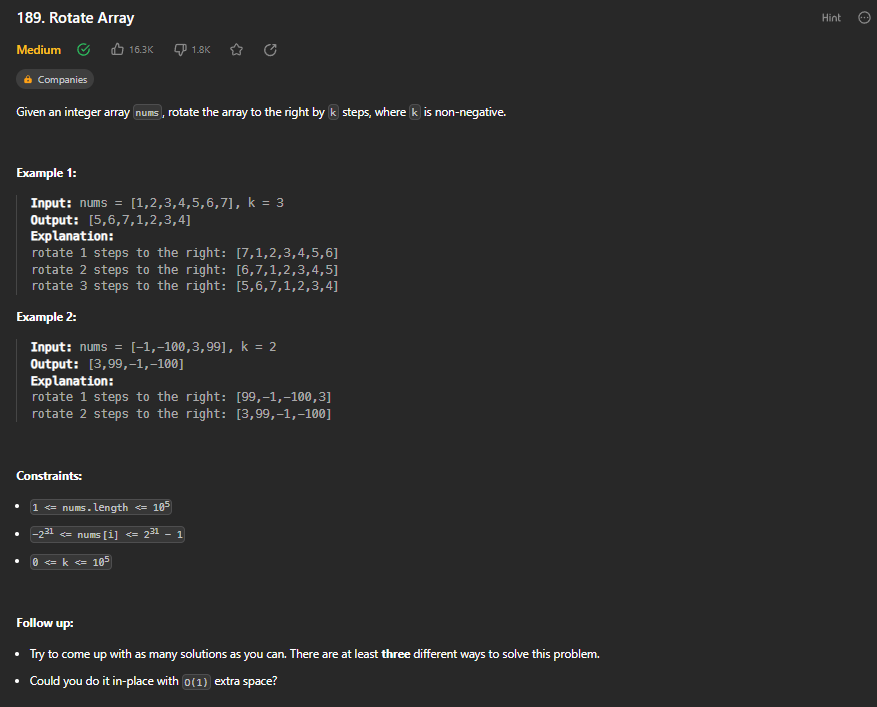 189. Rotate Array
Hint
Medium 16.3K 1.8K
Companies
Given an integer array nums, rotate the array to the right by k steps, where k is non-negative.
Example 1:
Input: nums = [1,2,3,4,5,6,7], k = 3
Output: [5,6,7,1,2,3,4]
Explanation:
rotate 1 steps to the right: [7,1,2,3,4,5,6]
rotate 2 steps to the right: [6,7,1,2,3,4,5]
rotate 3 steps to the right: [5,6,7,1,2,3,4]
Example 2:
Input: nums = [-1,-100,3,99], k = 2
Output: [3,99,-1,-100]
Explanation:
rotate 1 steps to the right: [99,-1,-100,3]
rotate 2 steps to the right: [3,99,-1,-100]
Constraints:
• 1 <= nums.length <= 10⁵
• -2³¹ <= nums[i] <= 2³¹ - 1
• 0 <= k <= 10⁵
Follow up:
• Try to come up with as many solutions as you can. There are at least three different ways to solve this problem.
• Could you do it in-place with O(1) extra space?